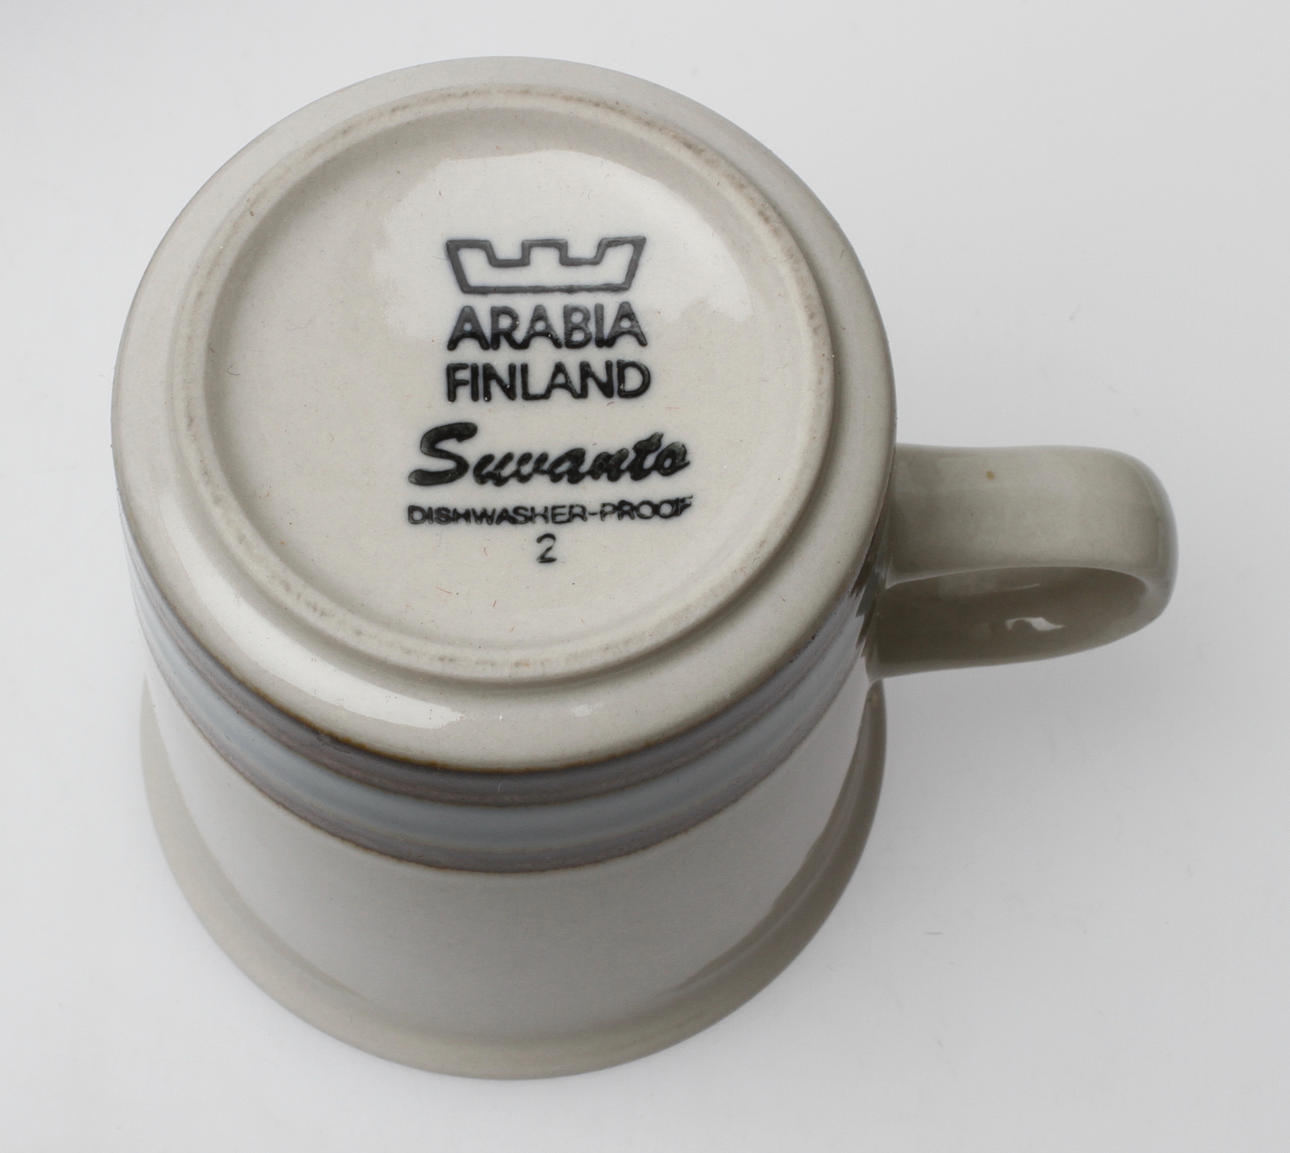 ARABIA
FINLAND
Suvanto
DISHWASHER-PROOF
2